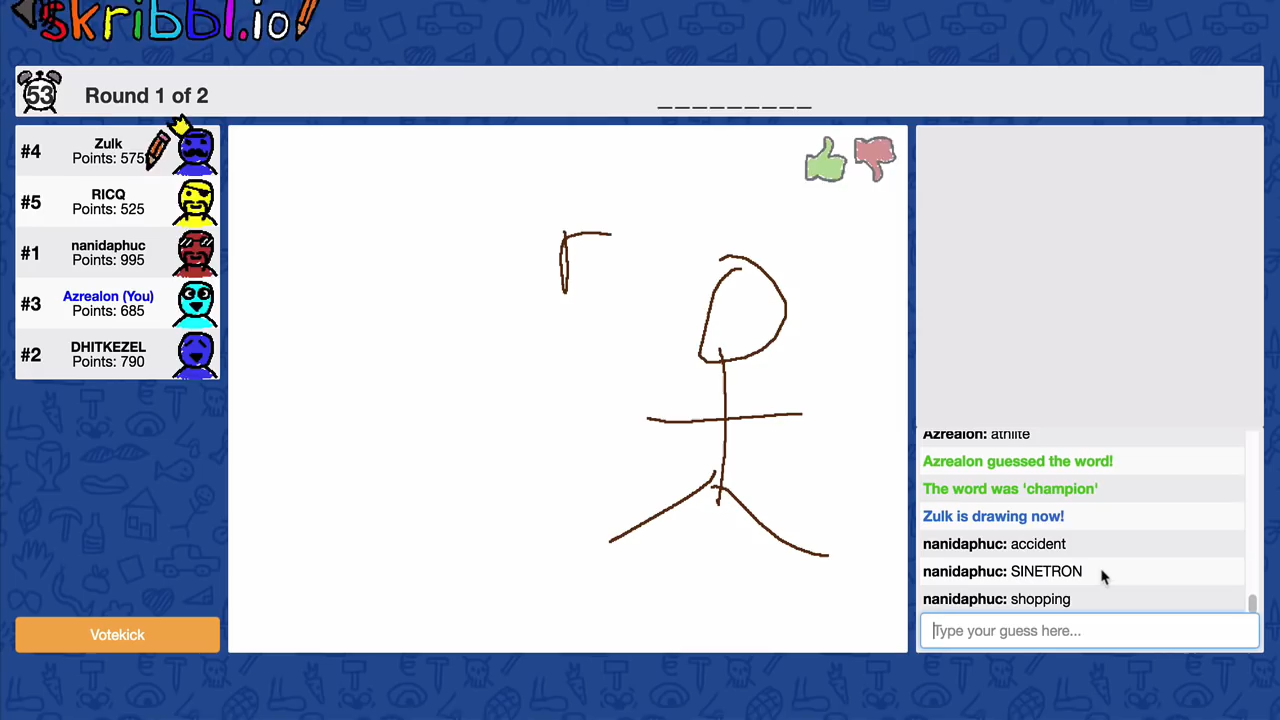 skribbl.io
53
Round 1 of 2
_________
#4
Zulk
Points: 575
#5
RICQ
Points: 525
#1
nanidaphuc
Points: 995
#3
Azrealon (You)
Points: 685
#2
DHITKEZEL
Points: 790
Votekick
Azrealon: athlite
Azrealon guessed the word!
The word was 'champion'
Zulk is drawing now!
nanidaphuc: accident
nanidaphuc: SINETRON
nanidaphuc: shopping
Type your guess here...